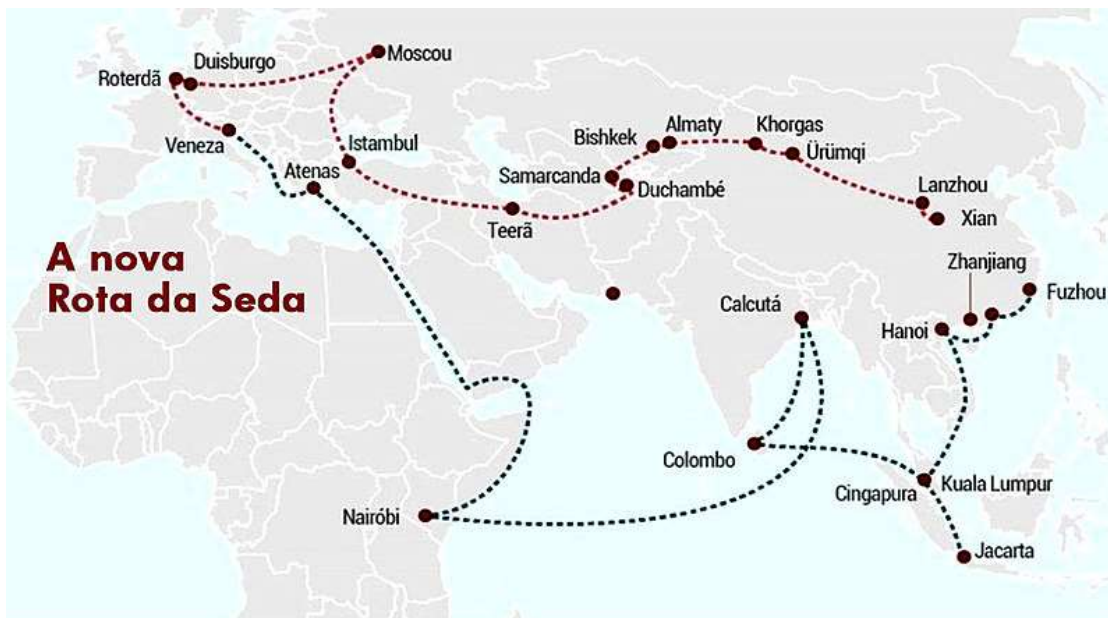 Moscou
Duisburgo
Roterdã
Veneza
Istambul
Atenas
Teerã
Bishkek
Almaty
Khorgas
Ürümqi
Samarcanda
Duchambé
Lanzhou
Xian
A nova
Rota da Seda
Zhanjiang
Fuzhou
Calcutá
Hanoi
Colombo
Cingapura
Kuala Lumpur
Nairóbi
Jacarta